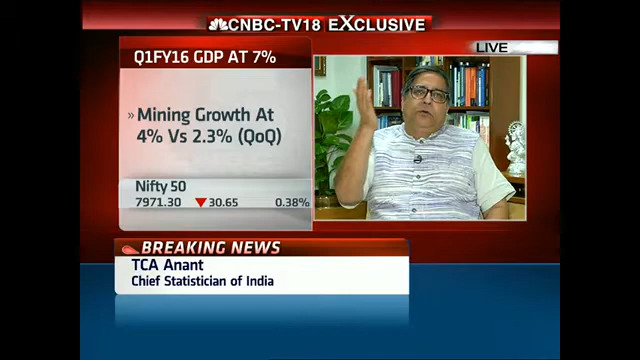 CNBC-TV18 EXCLUSIVE
LIVE
Q1FY16 GDP AT 7%
» Mining Growth At
4% Vs 2.3% (QoQ)
Nifty 50
7971.30 ▼ 30.65 0.38%
BREAKING NEWS
TCA Anant
Chief Statistician of India